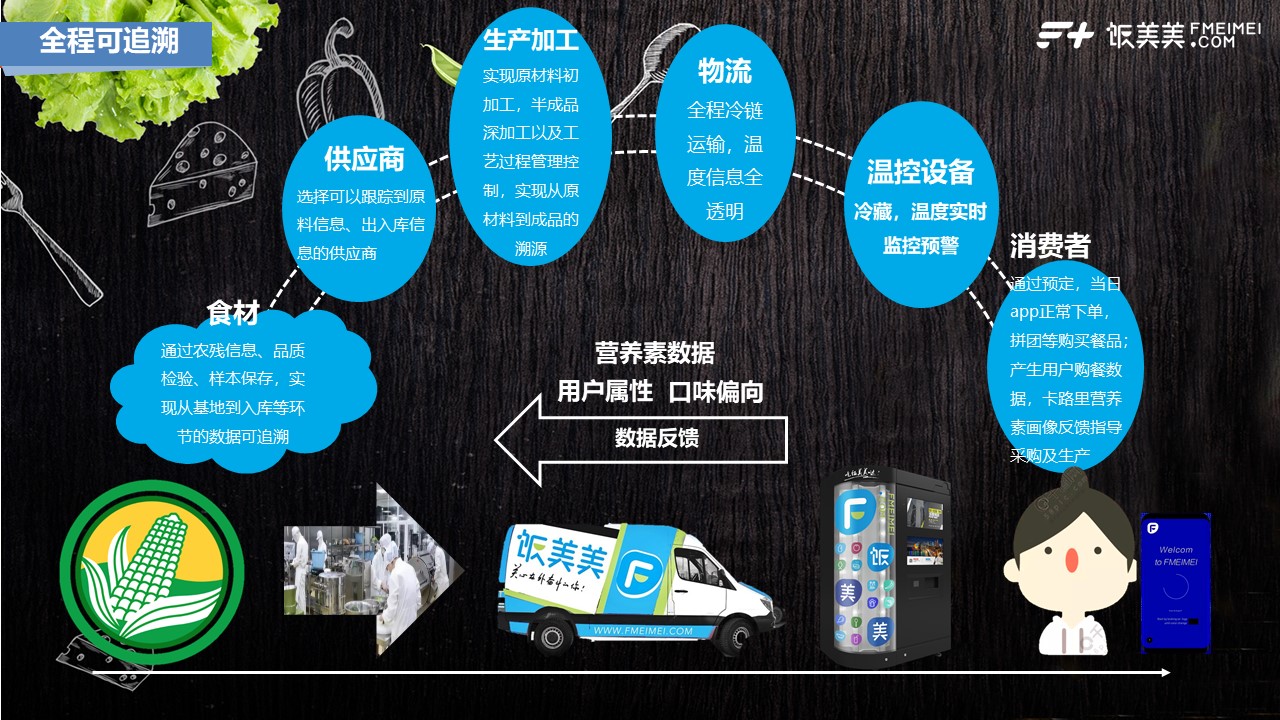 全程可追溯
饭美美.FMEIMEI
.COM
生产加工
实现原材料初
加工，半成品
深加工以及工
艺过程管理控
制，实现从原
材料到成品的
溯源
物流
全程冷链
运输，温
度信息全
透明
供应商
选择可以跟踪到原
料信息、出入库信
息的供应商
温控设备
冷藏，温度实时
监控预警
消费者
通过预定，当日
app正常下单，
拼团等购买餐品；
产生用户购餐数
据，卡路里营养
素画像反馈指导
采购及生产
食材
通过农残信息、品质
检验、样本保存，实
现从基地到入库等环
节的数据可追溯
营养素数据
用户属性 口味偏向
数据反馈
饭美美
WWW.FMEIMEI.COM
FMEIMEI
饭
美
美
Welcom
to FMEIMEI